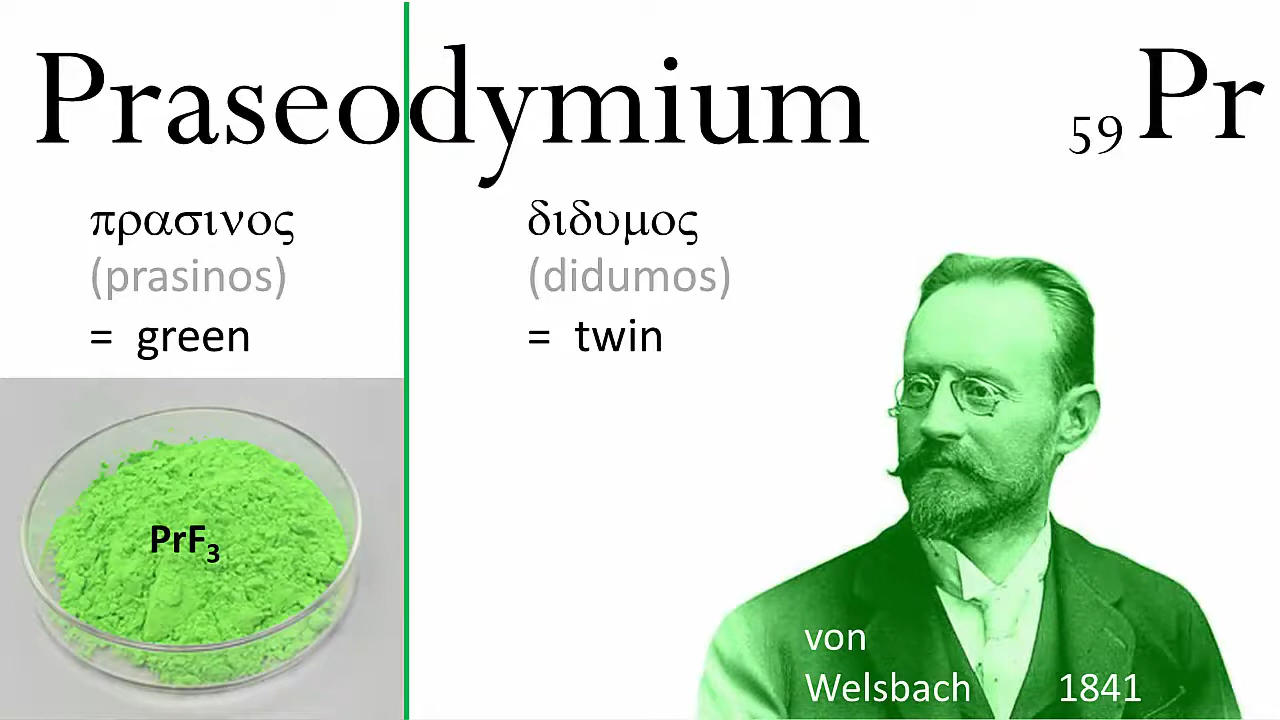 Praseodymium
59Pr
πρασινος
(prasinos)
= green
διδυμος
(didumos)
= twin
PrF₃
von
Welsbach 1841